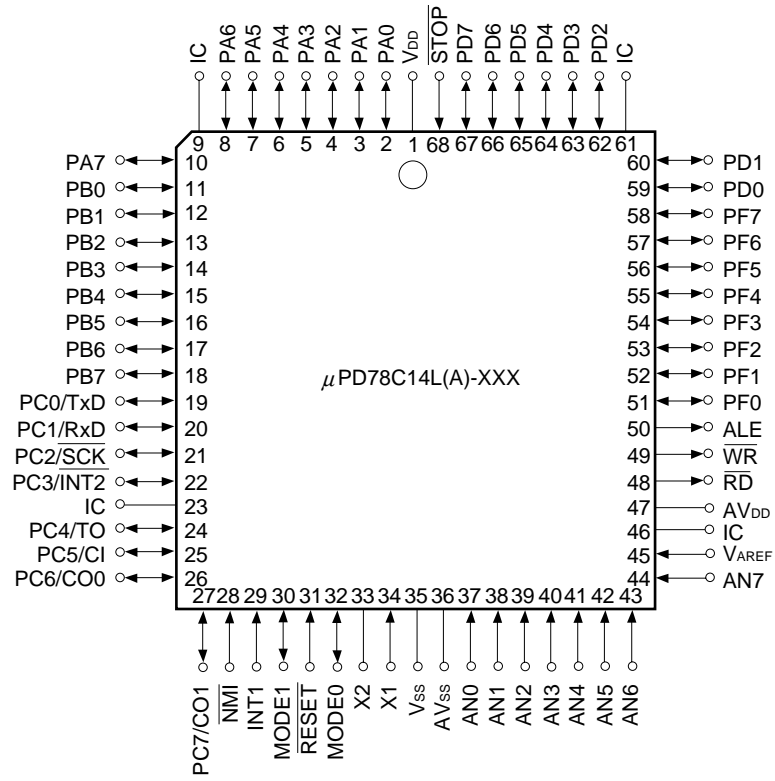 IC PA6 PA5 PA4 PA3 PA2 PA1 PA0 VDD STOP PD7 PD6 PD5 PD4 PD3 PD2 IC
9 8 7 6 5 4 3 2 1 68 67 66 65 64 63 62 61
PA7 10 60 PD1
PB0 11 59 PD0
PB1 12 58 PF7
PB2 13 57 PF6
PB3 14 56 PF5
PB4 15 55 PF4
PB5 16 54 PF3
PB6 17 53 PF2
PB7 18 μPD78C14L(A)-XXX 52 PF1
PC0/TxD 19 51 PF0
PC1/RxD 20 50 ALE
PC2/SCK 21 49 WR
PC3/INT2 22 48 RD
IC 23 47 AVDD
PC4/TO 24 46 IC
PC5/CI 25 45 VAREF
PC6/CO0 26 44 AN7
27 28 29 30 31 32 33 34 35 36 37 38 39 40 41 42 43
PC7/CO1 NMI INT1 MODE1 RESET MODE0 X2 X1 VSS AVSS AN0 AN1 AN2 AN3 AN4 AN5 AN6